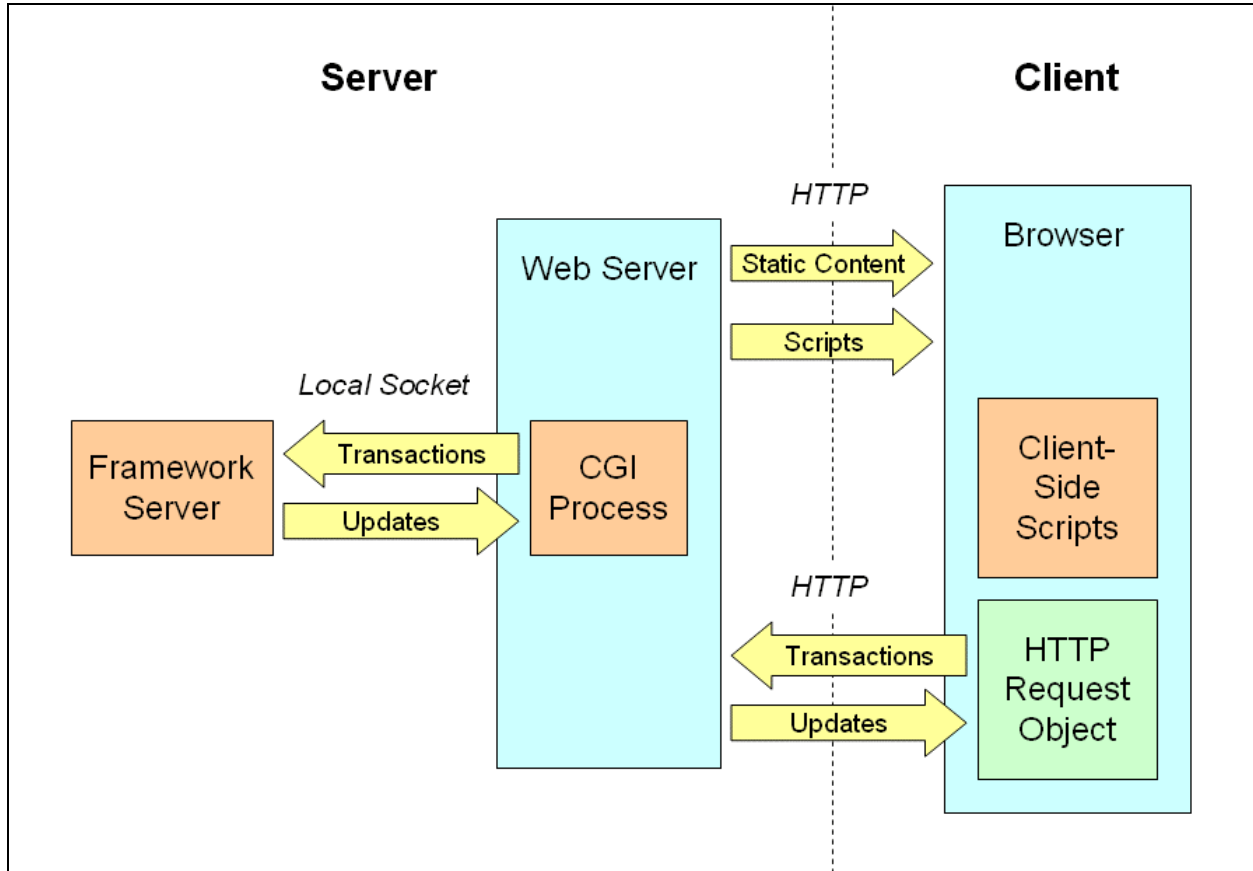 Server
Client
HTTP
Web Server
Browser
Static Content
Scripts
Local Socket
Framework
Server
Transactions
Updates
CGI
Process
Client-
Side
Scripts
HTTP
Transactions
Updates
HTTP
Request
Object